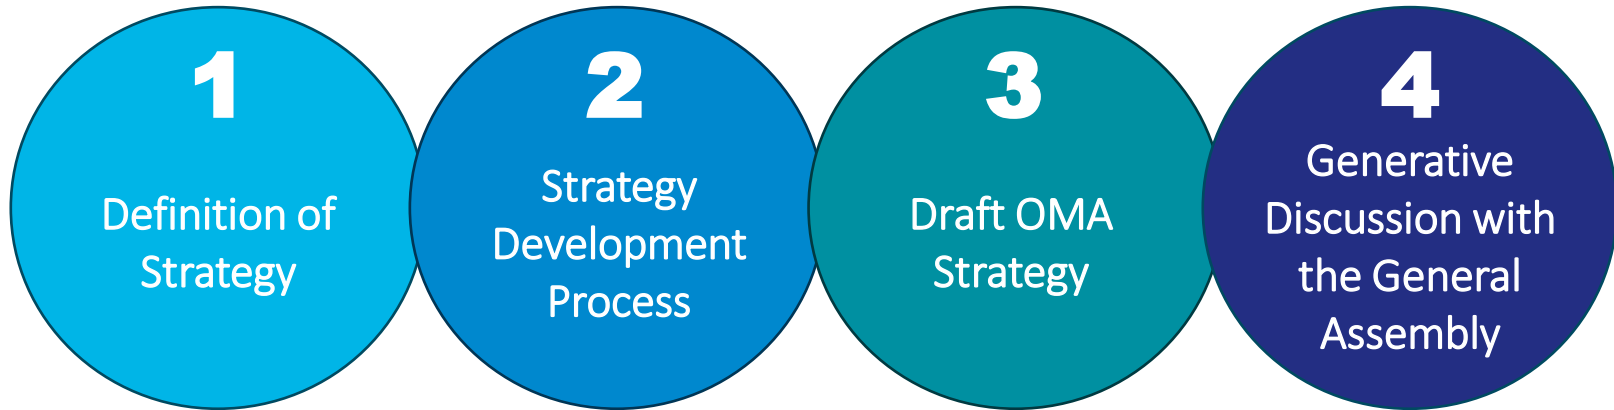 1
Definition of
Strategy
2
Strategy
Development
Process
3
Draft OMA
Strategy
4
Generative
Discussion with
the General
Assembly